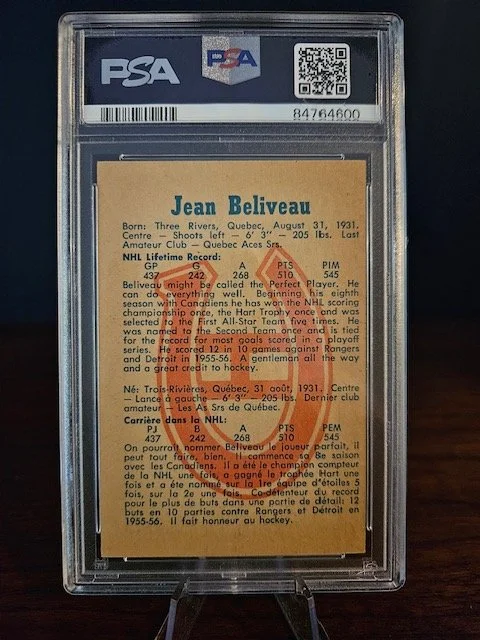 PSA
PSA
84764600
Jean Beliveau
Born: Three Rivers, Quebec, August 31, 1931.
Centre — Shoots left — 6' 3" — 205 lbs. Last
Amateur Club — Quebec Aces Srs.
NHL Lifetime Record:
GP G A PTS PIM
437 242 268 510 545
Beliveau might be called the Perfect Player. He
can do everything well. Beginning his eighth
season with Canadiens he has won the NHL scoring
championship once, the Hart Trophy once and was
selected to the First All-Star Team five times. He
was named to the Second Team once and is tied
for the record for most goals scored in a playoff
series. He scored 12 in 10 games against Rangers
and Detroit in 1955-56. A gentleman all the way
and a great credit to hockey.
Né: Trois-Rivières, Québec, 31 août, 1931. Centre
— Lance à gauche — 6' 3" — 205 lbs. Dernier club
amateur — Les As Srs de Québec.
Carrière dans la NHL:
PJ B A PTS PEM
437 242 268 510 545
On pourrait nommer Beliveau le joueur parfait, il
peut tout faire, bien. Il commence sa 8e saison
avec les Canadiens. Il a été le champion compteur
de la NHL une fois, a gagné le trophée Hart une
fois et a été nommé sur la 1re équipe d'étoiles 5
fois, sur la 2e une fois. Co-détenteur du record
pour le plus de buts dans une partie de détail: 12
buts en 10 parties contre Rangers et Détroit en
1955-56. Il fait honneur au hockey.